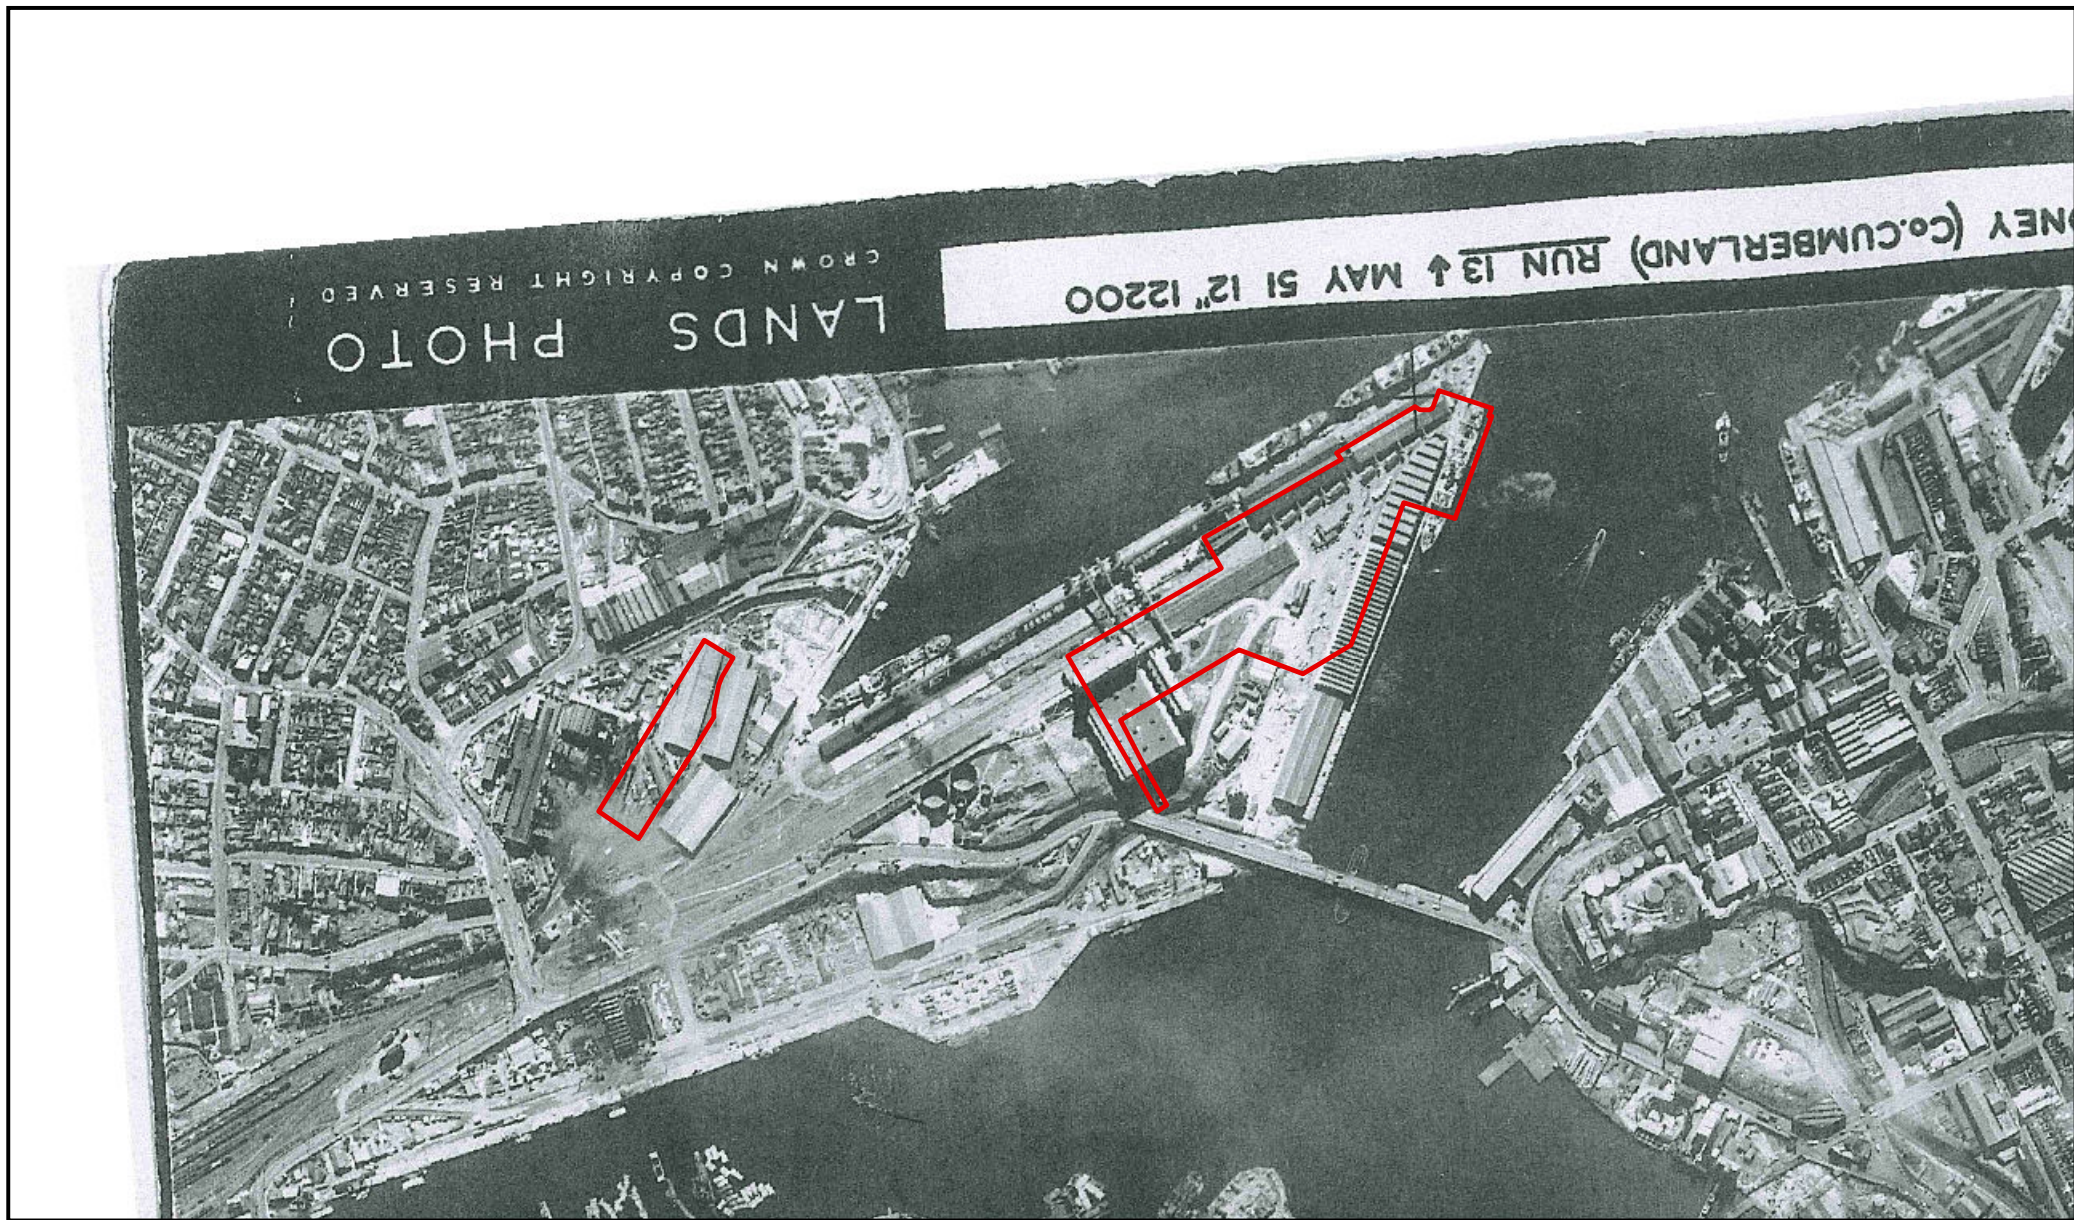 LANDS PHOTO
CROWN COPYRIGHT RESERVED
NEY (Co.CUMBERLAND) RUN 13 ↓ MAY 51 12" 12200